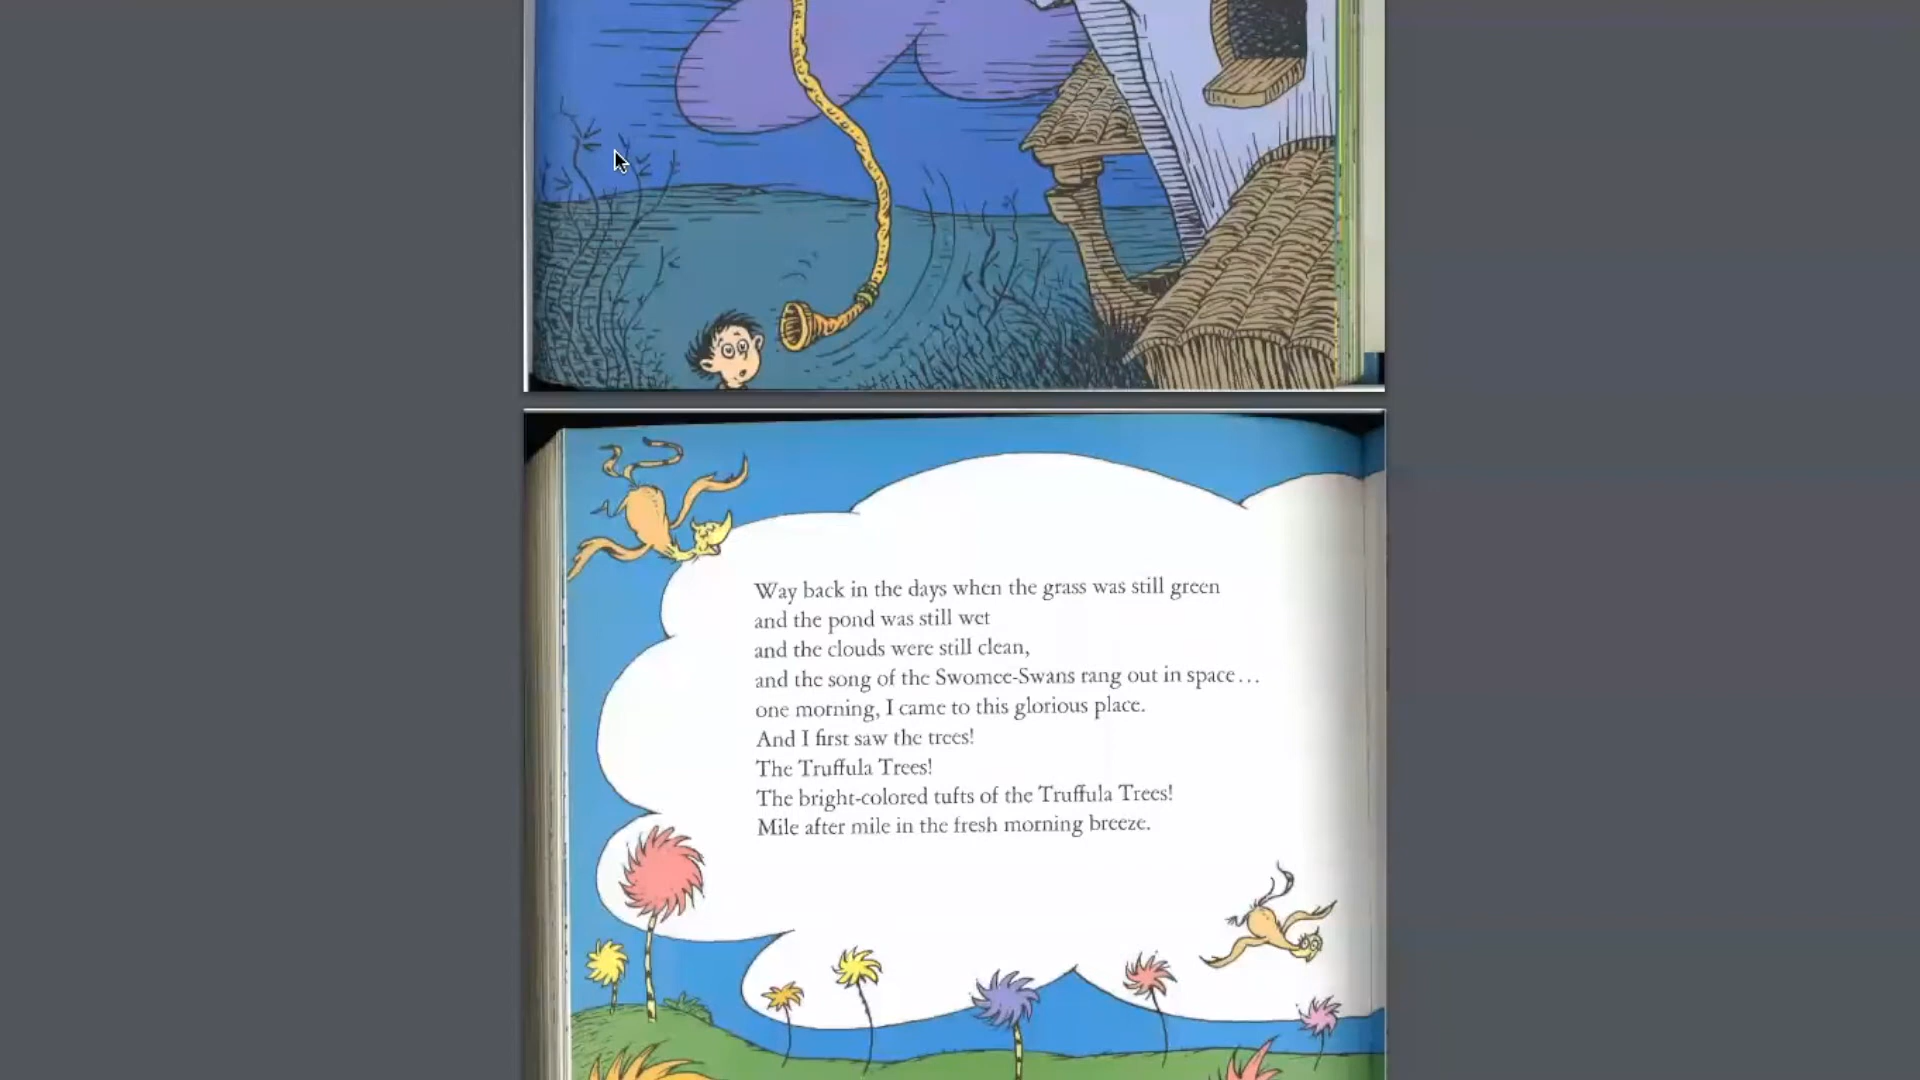 Way back in the days when the grass was still green
and the pond was still wet
and the clouds were still clean,
and the song of the Swomee-Swans rang out in space...
one morning, I came to this glorious place.
And I first saw the trees!
The Truffula Trees!
The bright-colored tufts of the Truffula Trees!
Mile after mile in the fresh morning breeze.